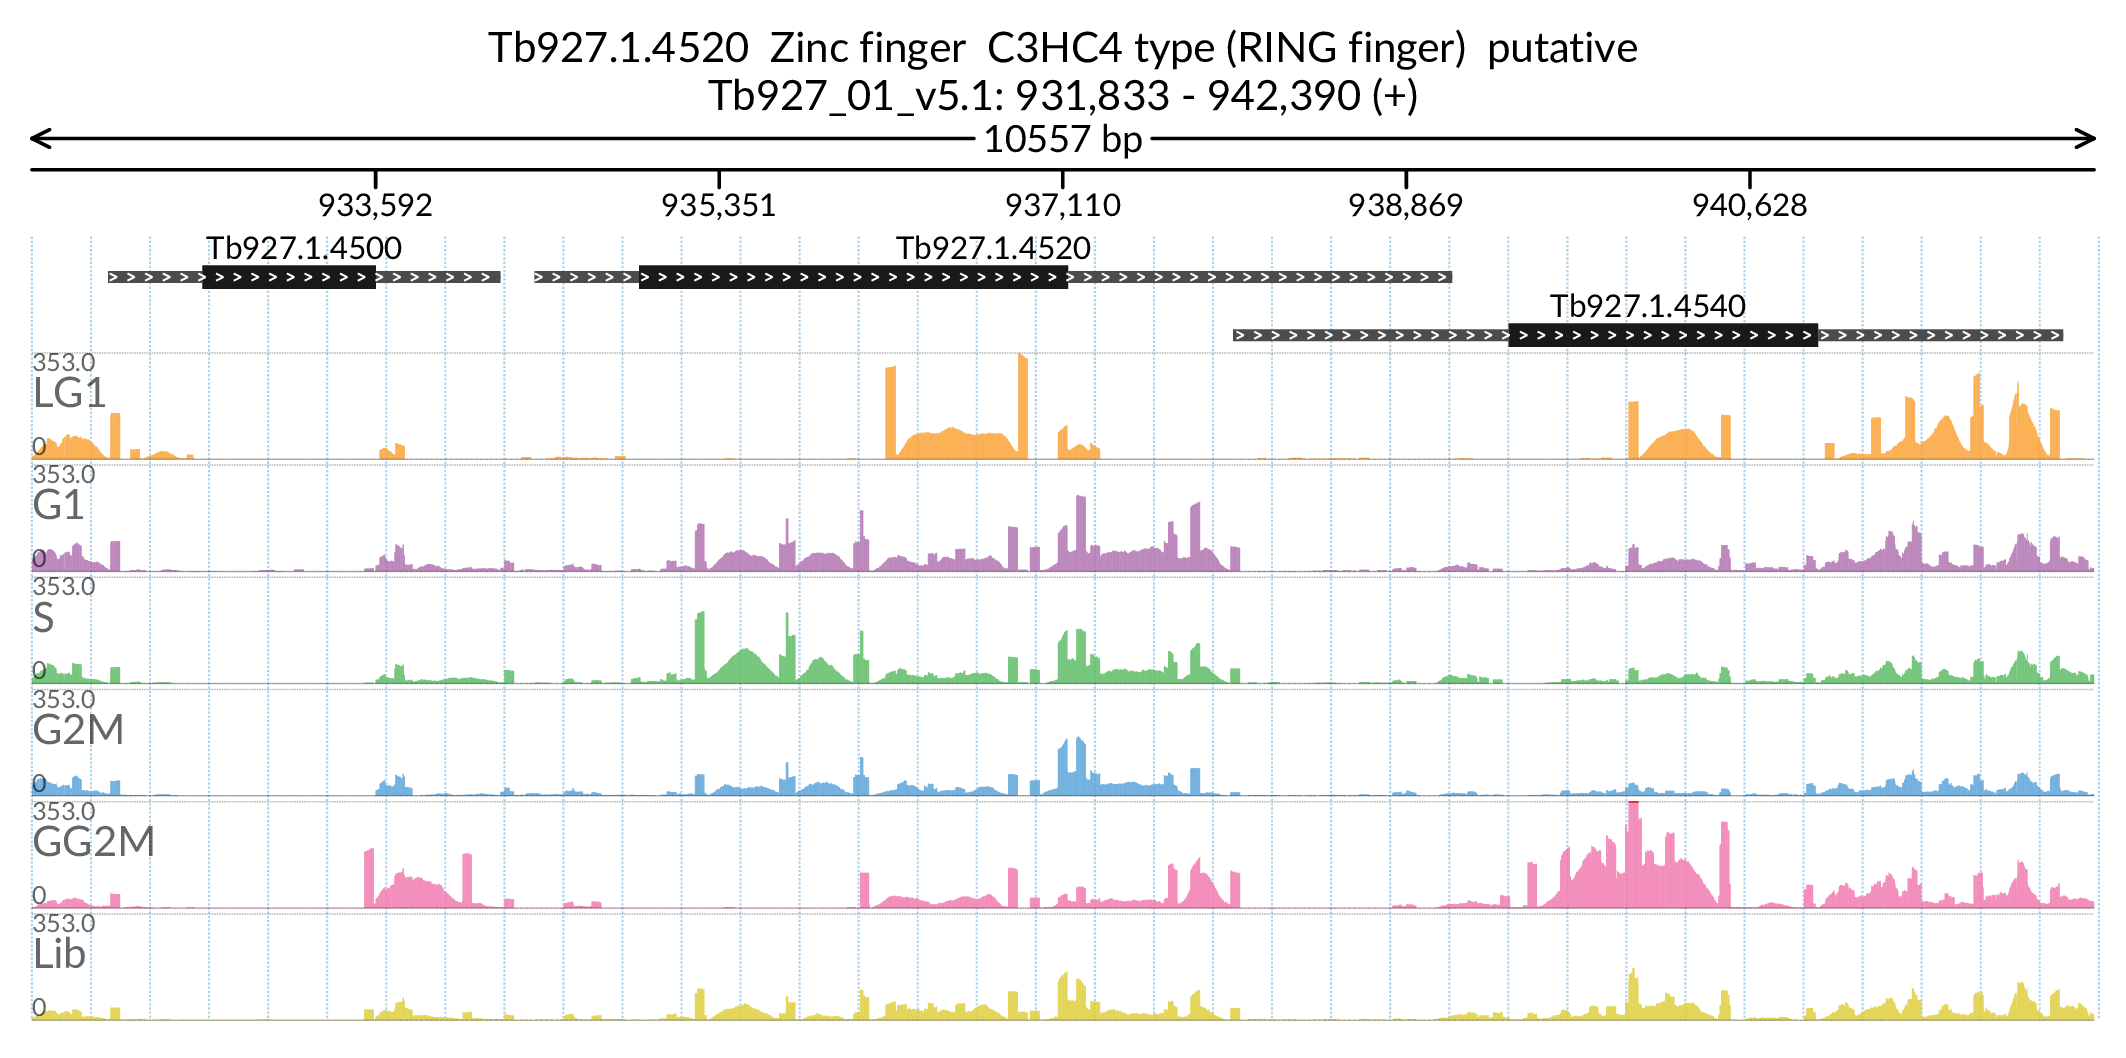 Tb927.1.4520 Zinc finger C3HC4 type (RING finger) putative
Tb927_01_v5.1: 931,833 - 942,390 (+)
10557 bp
933,592 935,351 937,110 938,869 940,628
Tb927.1.4500 Tb927.1.4520
Tb927.1.4540
353.0
LG1
0
353.0
G1
0
353.0
S
0
353.0
G2M
0
353.0
GG2M
0
353.0
Lib
0